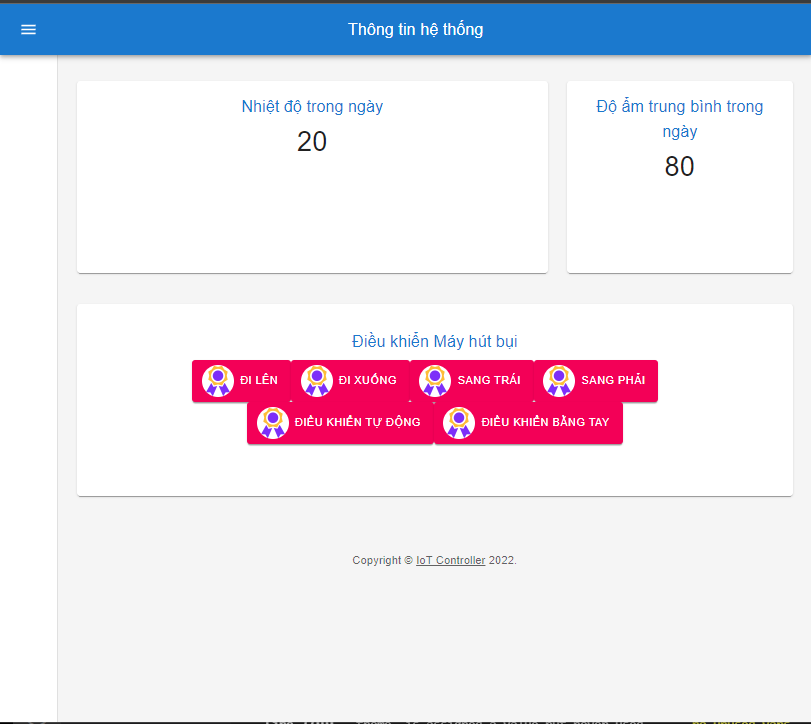 Thông tin hệ thống
Nhiệt độ trong ngày
20
Độ ẩm trung bình trong
ngày
80
Điều khiển Máy hút bụi
ĐI LÊN
ĐI XUỐNG
SANG TRÁI
SANG PHẢI
ĐIỀU KHIỂN TỰ ĐỘNG
ĐIỀU KHIỂN BẰNG TAY
Copyright © IoT Controller 2022.